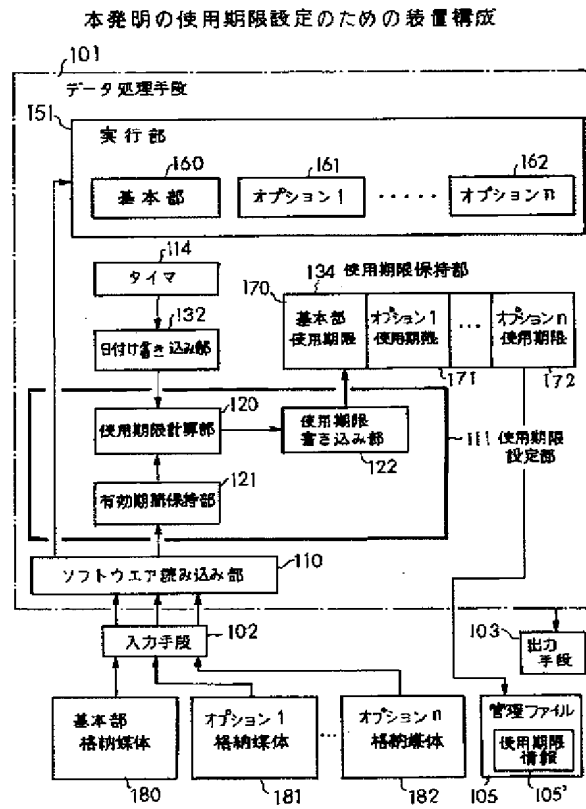 本発明の使用期限設定のための装置構成
101
データ処理手段
151
実行部
160
基本部
161
オプション1
‥‥‥
162
オプションn
114
タイマ
132
日付け書き込み部
134 使用期限保持部
170
基本部
使用期限
オプション1
使用期限
…
オプションn
使用期限
171
172
120
使用期限計算部
使用期限
書き込み部
122
111 使用期限
設定部
121
有効期間保持部
110
ソフトウエア読み込み部
102
入力手段
103
出力
手段
基本部
格納媒体
180
オプション1
格納媒体
181
…
オプションn
格納媒体
182
管理ファイル
使用期限
情報
105
105'